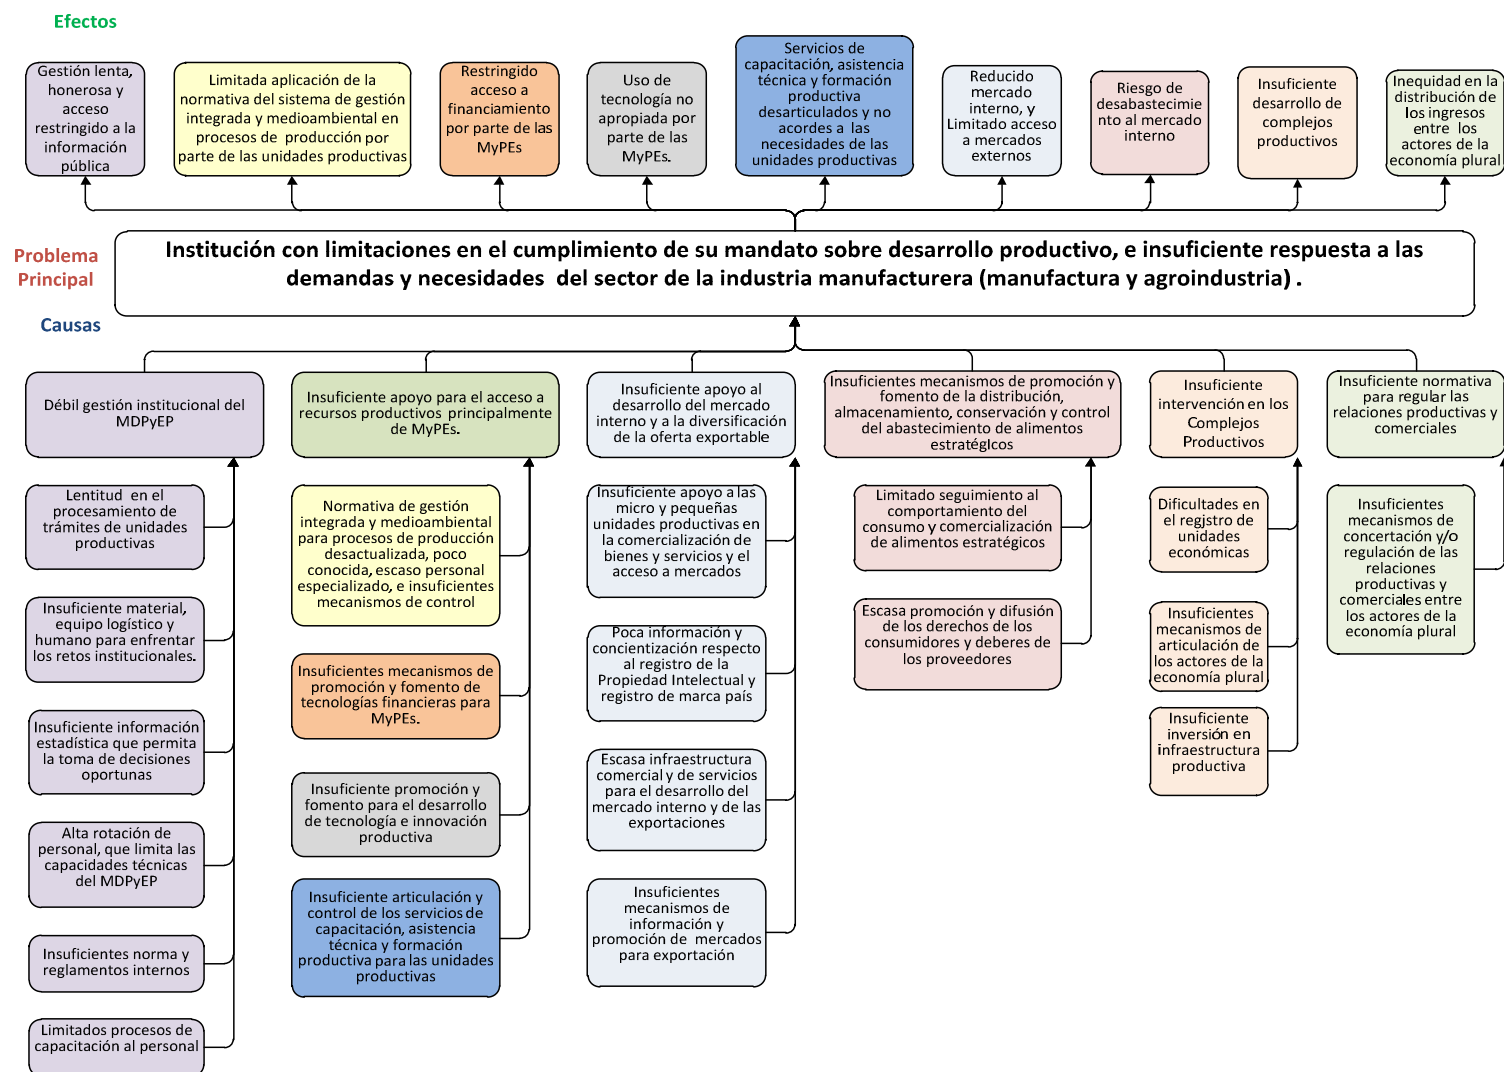 Efectos
Gestión lenta,
honerosa y
acceso
restringido a la
información
pública
Limitada aplicación de la
normativa del sistema de gestión
integrada y medioambiental en
procesos de producción por
parte de las unidades productivas
Restringido
acceso a
financiamiento
por parte de las
MyPEs
Uso de
tecnología no
apropiada por
parte de las
MyPEs.
Servicios de
capacitación, asistencia
técnica y formación
productiva
desarticulados y no
acordes a las
necesidades de las
unidades productivas
Reducido
mercado
interno, y
Limitado acceso
a mercados
externos
Riesgo de
desabastecimie
nto al mercado
interno
Insuficiente
desarrollo de
complejos
productivos
Inequidad en la
distribución de
los ingresos
entre los
actores de la
economía plural
Problema
Principal
Institución con limitaciones en el cumplimiento de su mandato sobre desarrollo productivo, e insuficiente respuesta a las
demandas y necesidades del sector de la industria manufacturera (manufactura y agroindustria) .
Causas
Débil gestión institucional del
MDPyEP
Lentitud en el
procesamiento de
trámites de unidades
productivas
Insuficiente material,
equipo logístico y
humano para enfrentar
los retos institucionales.
Insuficiente información
estadística que permita
la toma de decisiones
oportunas
Alta rotación de
personal, que limita las
capacidades técnicas
del MDPyEP
Insuficientes norma y
reglamentos internos
Limitados procesos de
capacitación al personal
Insuficiente apoyo para el acceso a
recursos productivos principalmente
de MyPEs.
Normativa de gestión
integrada y medioambiental
para procesos de producción
desactualizada, poco
conocida, escaso personal
especializado, e insuficientes
mecanismos de control
Insuficientes mecanismos de
promoción y fomento de
tecnologías financieras para
MyPEs.
Insuficiente promoción y
fomento para el desarrollo
de tecnología e innovación
productiva
Insuficiente articulación y
control de los servicios de
capacitación, asistencia
técnica y formación
productiva para las unidades
productivas
Insuficiente apoyo al
desarrollo del mercado
interno y a la diversificación
de la oferta exportable
Insuficiente apoyo a las
micro y pequeñas
unidades productivas en
la comercialización de
bienes y servicios y el
acceso a mercados
Poca información y
concientización respecto
al registro de la
Propiedad Intelectual y
registro de marca país
Escasa infraestructura
comercial y de servicios
para el desarrollo del
mercado interno y de las
exportaciones
Insuficientes
mecanismos de
información y
promoción de mercados
para exportación
Insuficientes mecanismos de promoción y
fomento de la distribución,
almacenamiento, conservación y control
del abastecimiento de alimentos
estratégicos
Limitado seguimiento al
comportamiento del
consumo y comercialización
de alimentos estratégicos
Escasa promoción y difusión
de los derechos de los
consumidores y deberes de
los proveedores
Insuficiente
intervención en los
Complejos
Productivos
Dificultades en
el registro de
unidades
económicas
Insuficientes
mecanismos de
articulación de
los actores de la
economía plural
Insuficiente
inversión en
infraestructura
productiva
Insuficiente normativa
para regular las
relaciones productivas y
comerciales
Insuficientes
mecanismos de
concertación y/o
regulación de las
relaciones
productivas y
comerciales entre
los actores de la
economía plural